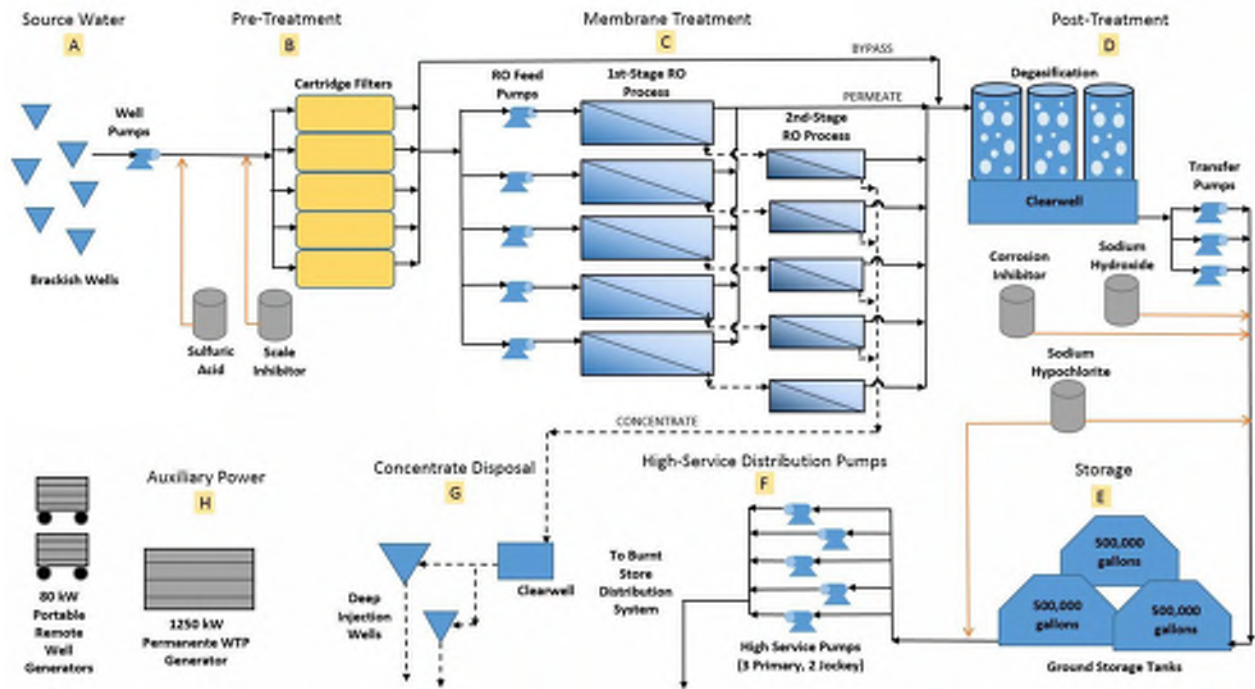 Source Water
A
Pre-Treatment
B
Membrane Treatment
C
Post-Treatment
D
BYPASS
Cartridge Filters
RO Feed
Pumps
1st-Stage RO
Process
PERMEATE
2nd-Stage
RO Process
Degasification
Well
Pumps
Transfer
Pumps
Clearwell
Brackish Wells
Corrosion
Inhibitor
Sodium
Hydroxide
Sulfuric
Acid
Scale
Inhibitor
Sodium
Hypochlorite
CONCENTRATE
Auxiliary Power
H
Concentrate Disposal
G
High-Service Distribution Pumps
F
Storage
E
500,000
gallons
500,000
gallons
500,000
gallons
Ground Storage Tanks
80 kW
Portable
Remote
Well
Generators
1250 kW
Permanente WTP
Generator
Deep
Injection
Wells
Clearwell
To Burnt
Store
Distribution
System
High Service Pumps
(3 Primary, 2 Jockey)